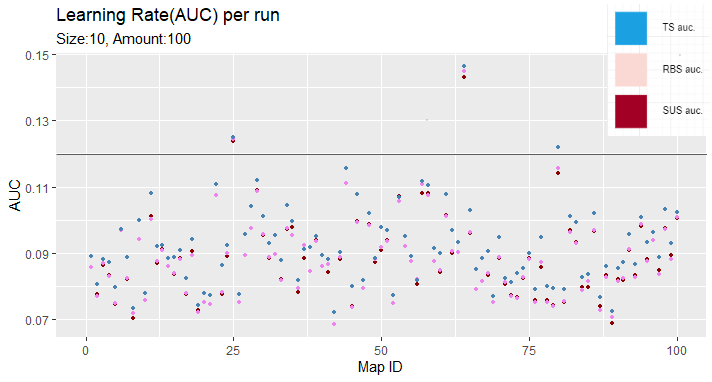 Learning Rate(AUC) per run
Size:10, Amount:100
TS auc.
RBS auc.
SUS auc.
0.15
0.13
0.11
0.09
0.07
AUC
0
25
50
75
100
Map ID